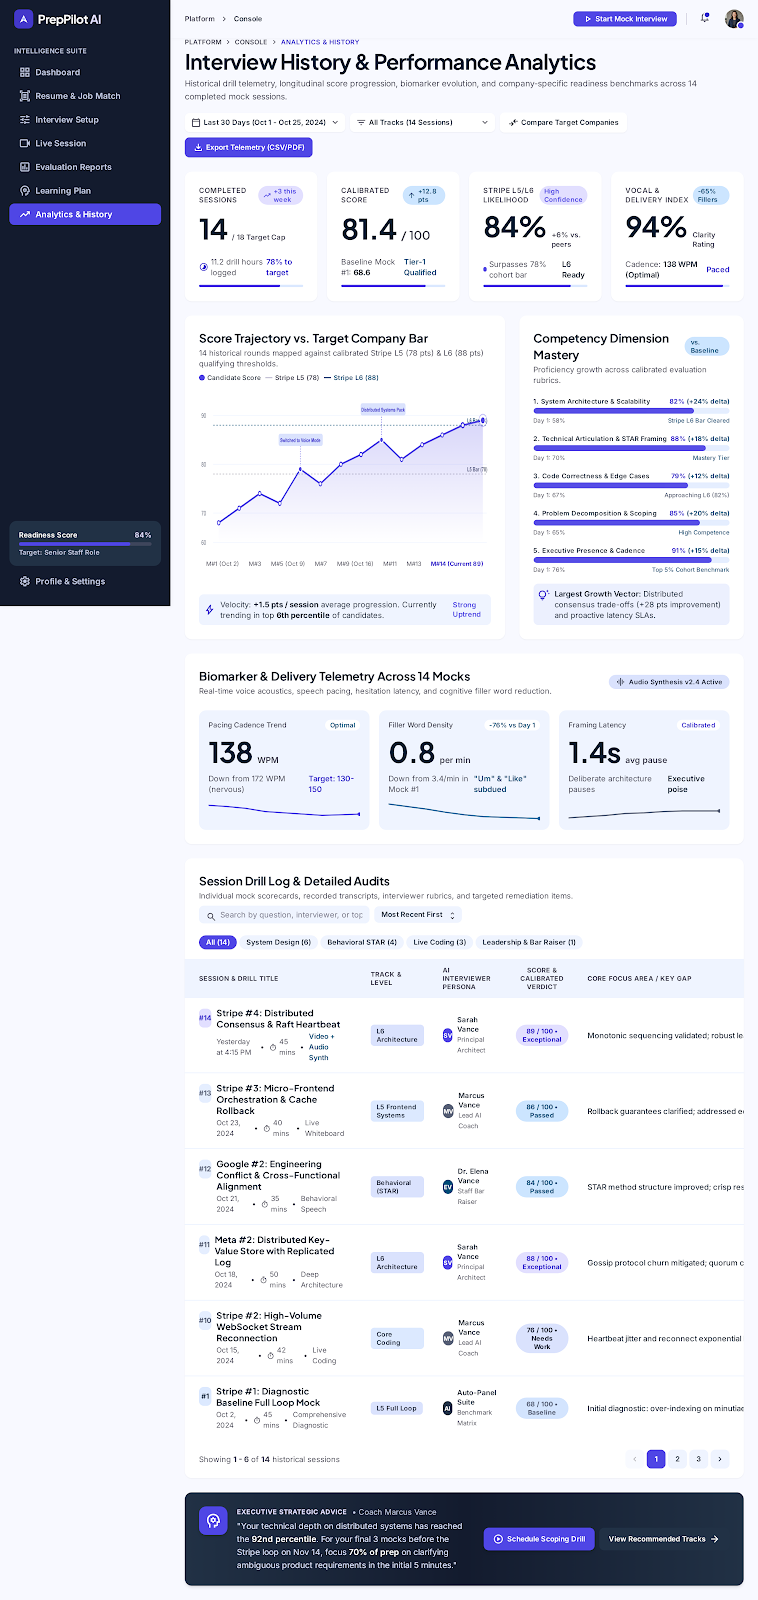 PrepPilot AI
INTELLIGENCE SUITE
Dashboard
Resume & Job Match
Interview Setup
Live Session
Evaluation Reports
Learning Plan
Analytics & History
Readiness Score 84%
Target: Senior Staff Role
Profile & Settings
Platform > Console
Start Mock Interview
PLATFORM > CONSOLE > ANALYTICS & HISTORY
Interview History & Performance Analytics
Historical drill telemetry, longitudinal score progression, biomarker evolution, and company-specific readiness benchmarks across 14
completed mock sessions.
Last 30 Days (Oct 1 - Oct 25, 2024)
All Tracks (14 Sessions)
Compare Target Companies
Export Telemetry (CSV/PDF)
COMPLETED
SESSIONS
+3 this
week
14 / 18 Target Cap
11.2 drill hours
logged
78% to
target
CALIBRATED
SCORE
+12.8
pts
81.4 / 100
Baseline Mock
#1: 68.6
Tier-1
Qualified
STRIPE L5/L6
LIKELIHOOD
High
Confidence
84% +6% vs.
peers
Surpasses 78%
cohort bar
L6
Ready
VOCAL &
DELIVERY INDEX
-65%
Fillers
94% Clarity
Rating
Cadence: 138 WPM
(Optimal)
Paced
Score Trajectory vs. Target Company Bar
14 historical rounds mapped against calibrated Stripe L5 (78 pts) & L6 (88 pts)
qualifying thresholds.
Candidate Score
Stripe L5 (78)
Stripe L6 (88)
90
80
70
60
Switched to Voice Mode
Distributed Systems Pack
L5 Bar (78)
M#1 (Oct 2) M#3 M#5 (Oct 9) M#7 M#9 (Oct 16) M#11 M#13 M#14 (Current 89)
Velocity: +1.5 pts / session average progression. Currently
trending in top 6th percentile of candidates.
Strong
Uptrend
Competency Dimension
Mastery
vs.
Baseline
Proficiency growth across calibrated evaluation
rubrics.
1. System Architecture & Scalability 82% (+24% delta)
Day 1: 58% Stripe L6 Bar Cleared
2. Technical Articulation & STAR Framing 88% (+18% delta)
Day 1: 70% Mastery Tier
3. Code Correctness & Edge Cases 79% (+12% delta)
Day 1: 67% Approaching L6 (82%)
4. Problem Decomposition & Scoping 85% (+20% delta)
Day 1: 65% High Competence
5. Executive Presence & Cadence 91% (+15% delta)
Day 1: 76% Top 5% Cohort Benchmark
Largest Growth Vector: Distributed
consensus trade-offs (+28 pts improvement)
and proactive latency SLAs.
Biomarker & Delivery Telemetry Across 14 Mocks
Real-time voice acoustics, speech pacing, hesitation latency, and cognitive filler word reduction.
Audio Synthesis v2.4 Active
Pacing Cadence Trend Optimal
138 WPM
Down from 172 WPM
(nervous)
Target: 130-
150
Filler Word Density -76% vs Day 1
0.8 per min
Down from 3.4/min in
Mock #1
"Um" & "Like"
subdued
Framing Latency Calibrated
1.4s avg pause
Deliberate architecture
pauses
Executive
poise
Session Drill Log & Detailed Audits
Individual mock scorecards, recorded transcripts, interviewer rubrics, and targeted remediation items.
Search by question, interviewer, or top
Most Recent First
All (14) System Design (6) Behavioral STAR (4) Live Coding (3) Leadership & Bar Raiser (1)
SESSION & DRILL TITLE
TRACK &
LEVEL
AI
INTERVIEWER
PERSONA
SCORE &
CALIBRATED
VERDICT
CORE FOCUS AREA / KEY GAP
#14
Stripe #4: Distributed
Consensus & Raft Heartbeat
Yesterday
at 4:15 PM
• 45
mins
• Video +
Audio
Synth
L6
Architecture
SV
Sarah
Vance
Principal
Architect
89 / 100 •
Exceptional
Monotonic sequencing validated; robust le
#13
Stripe #3: Micro-Frontend
Orchestration & Cache
Rollback
Oct 23,
2024
• 40
mins
• Live
Whiteboard
L5 Frontend
Systems
MV
Marcus
Vance
Lead AI
Coach
86 / 100 •
Passed
Rollback guarantees clarified; addressed e
#12
Google #2: Engineering
Conflict & Cross-Functional
Alignment
Oct 21,
2024
• 35
mins
• Behavioral
Speech
Behavioral
(STAR)
EV
Dr. Elena
Vance
Staff Bar
Raiser
84 / 100 •
Passed
STAR method structure improved; crisp res
#11
Meta #2: Distributed Key-
Value Store with Replicated
Log
Oct 18,
2024
• 50
mins
• Deep
Architecture
L6
Architecture
SV
Sarah
Vance
Principal
Architect
88 / 100 •
Exceptional
Gossip protocol churn mitigated; quorum c
#10
Stripe #2: High-Volume
WebSocket Stream
Reconnection
Oct 15,
2024
• 42
mins
• Live
Coding
Core
Coding
MV
Marcus
Vance
Lead AI
Coach
76 / 100 •
Needs
Work
Heartbeat jitter and reconnect exponential
#1
Stripe #1: Diagnostic
Baseline Full Loop Mock
Oct 2,
2024
• 45
mins
• Comprehensive
Diagnostic
L5 Full Loop
AI
Auto-Panel
Suite
Benchmark
Matrix
68 / 100 •
Baseline
Initial diagnostic: over-indexing on minutiae
Showing 1 - 6 of 14 historical sessions
‹ 1 2 3 ›
EXECUTIVE STRATEGIC ADVICE • Coach Marcus Vance
"Your technical depth on distributed systems has reached
the 92nd percentile. For your final 3 mocks before the
Stripe loop on Nov 14, focus 70% of prep on clarifying
ambiguous product requirements in the initial 5 minutes."
Schedule Scoping Drill
View Recommended Tracks →